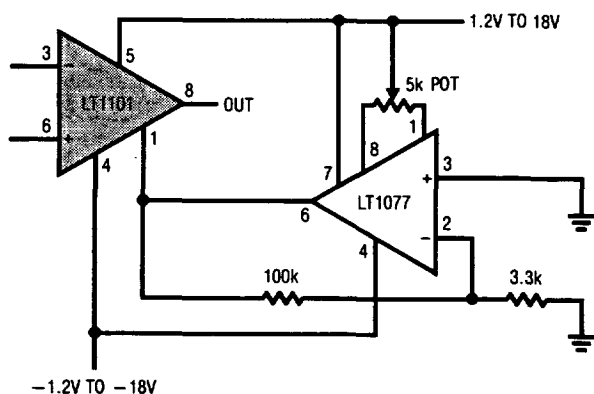 1.2V TO 18V
3
−
5
5k POT
LT1101
8
OUT
6
+
8
1
4
1
7
3
+
6
LT1077
2
4
−
100k
3.3k
−1.2V TO −18V